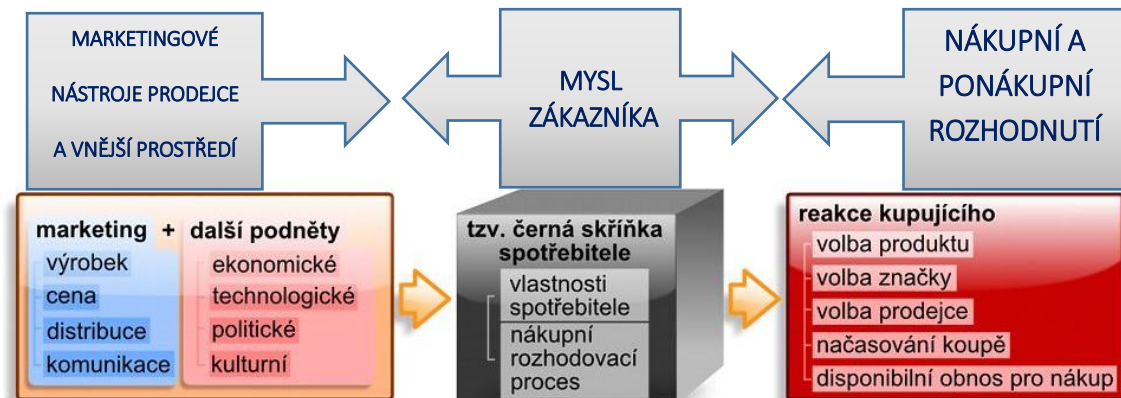 MARKETINGOVÉ
NÁSTROJE PRODEJCE
A VNĚJŠÍ PROSTŘEDÍ
MYSL
ZÁKAZNÍKA
NÁKUPNÍ A
PONÁKUPNÍ
ROZHODNUTÍ
marketing + další podněty
výrobek
cena
distribuce
komunikace
ekonomické
technologické
politické
kulturní
tzv. černá skříňka
spotřebitele
vlastnosti
spotřebitele
nákupní
rozhodovací
proces
reakce kupujícího
volba produktu
volba značky
volba prodejce
načasování koupě
disponibilní obnos pro nákup